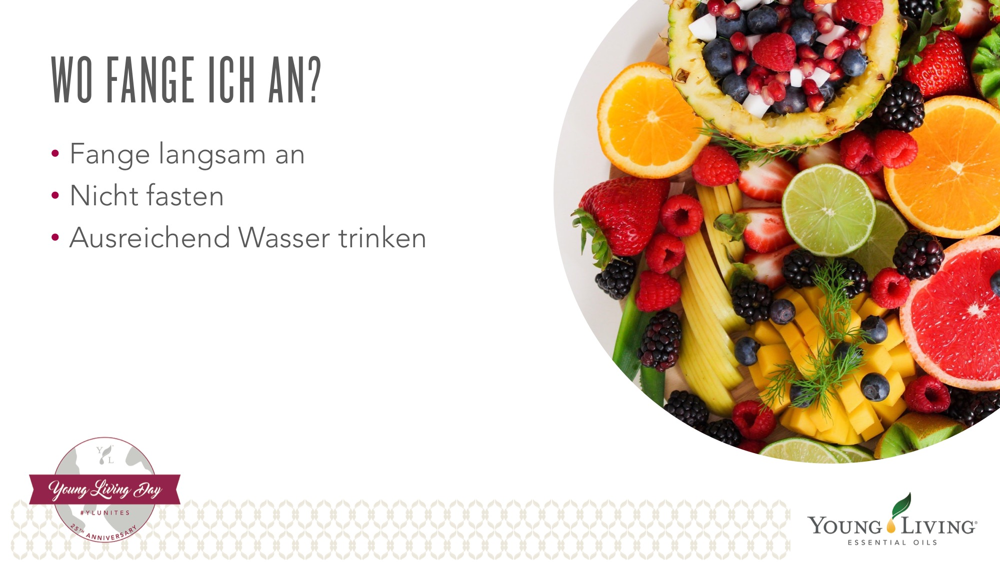 WO FANGE ICH AN?
• Fange langsam an
• Nicht fasten
• Ausreichend Wasser trinken
Y L
Young Living Day
#YLUNITES
25TH ANNIVERSARY
YOUNG LIVING®
ESSENTIAL OILS